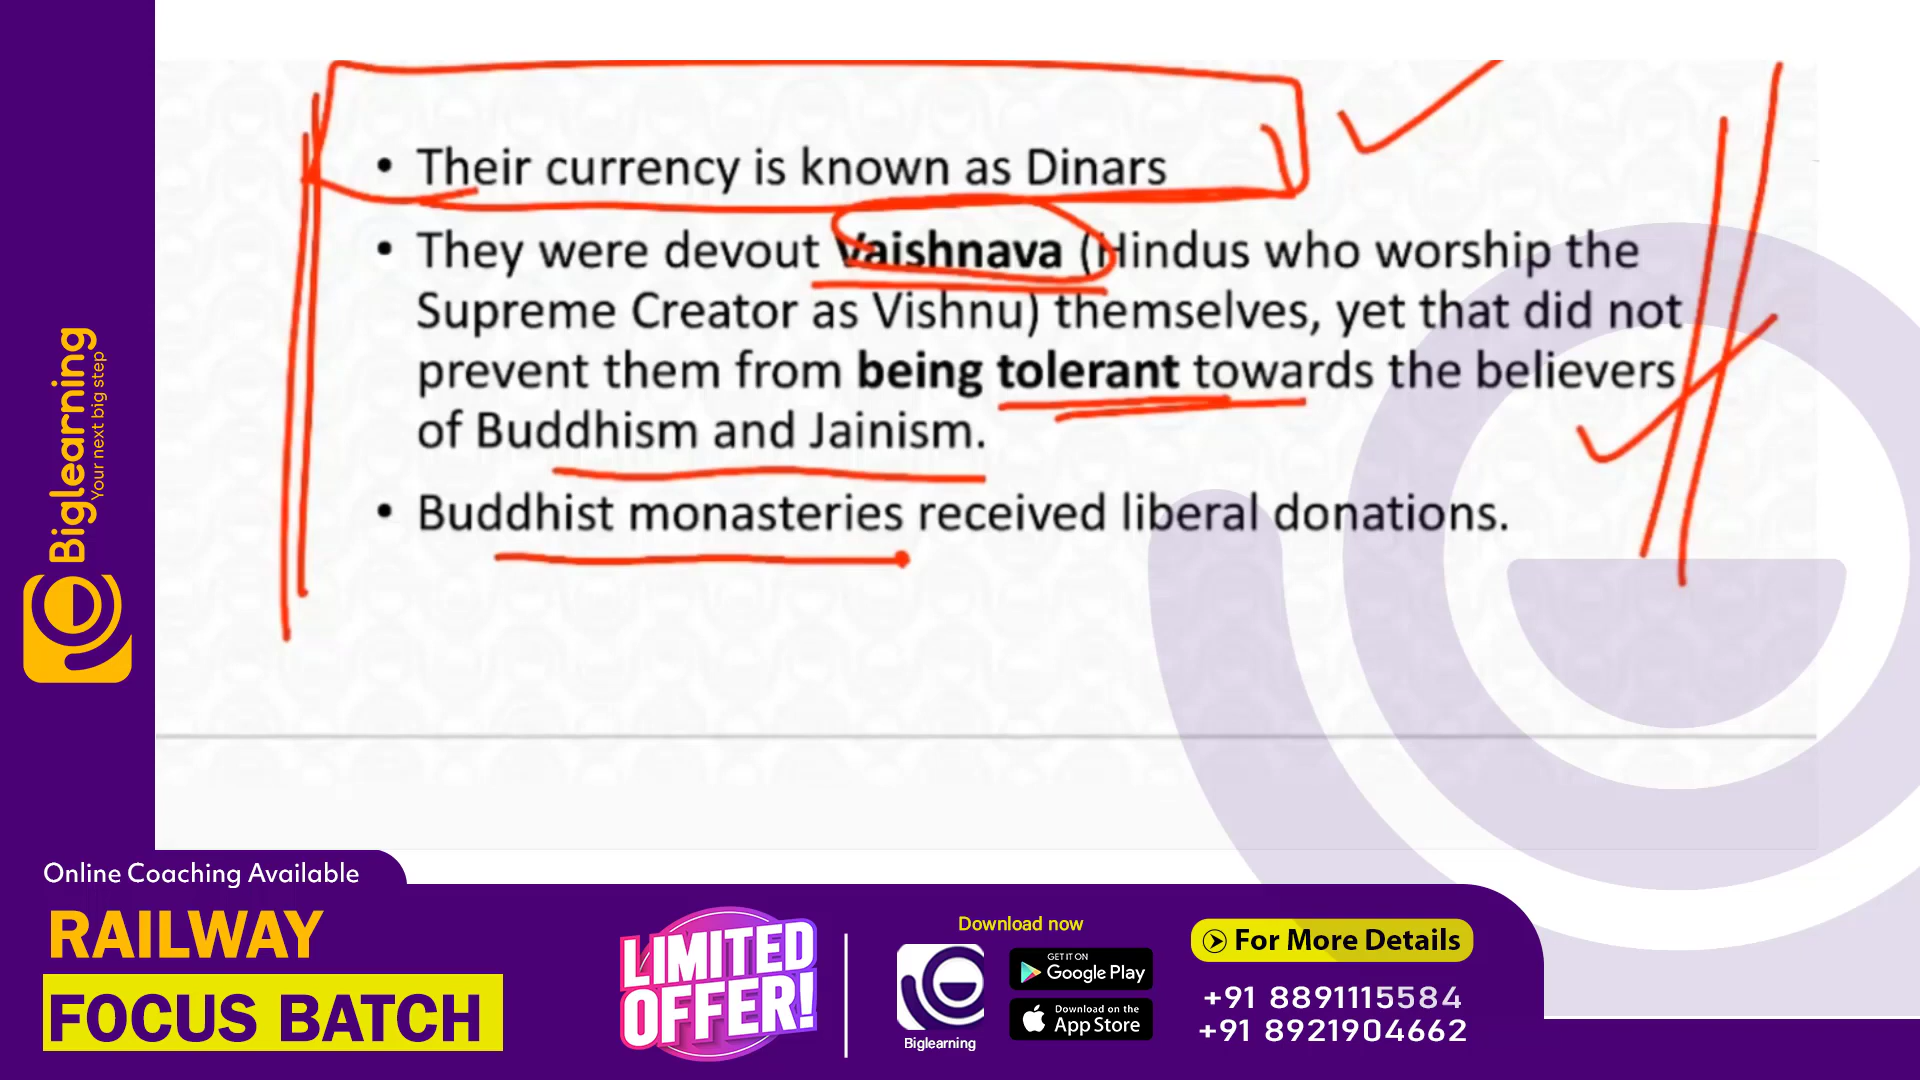 • Their currency is known as Dinars
• They were devout Vaishnava (Hindus who worship the
Supreme Creator as Vishnu) themselves, yet that did not
prevent them from being tolerant towards the believers
of Buddhism and Jainism.
• Buddhist monasteries received liberal donations.
Biglearning
Your next big step
Online Coaching Available
RAILWAY
FOCUS BATCH
LIMITED
OFFER!
Download now
Biglearning
GET IT ON
Google Play
Download on the
App Store
For More Details
+91 8891115584
+91 8921904662